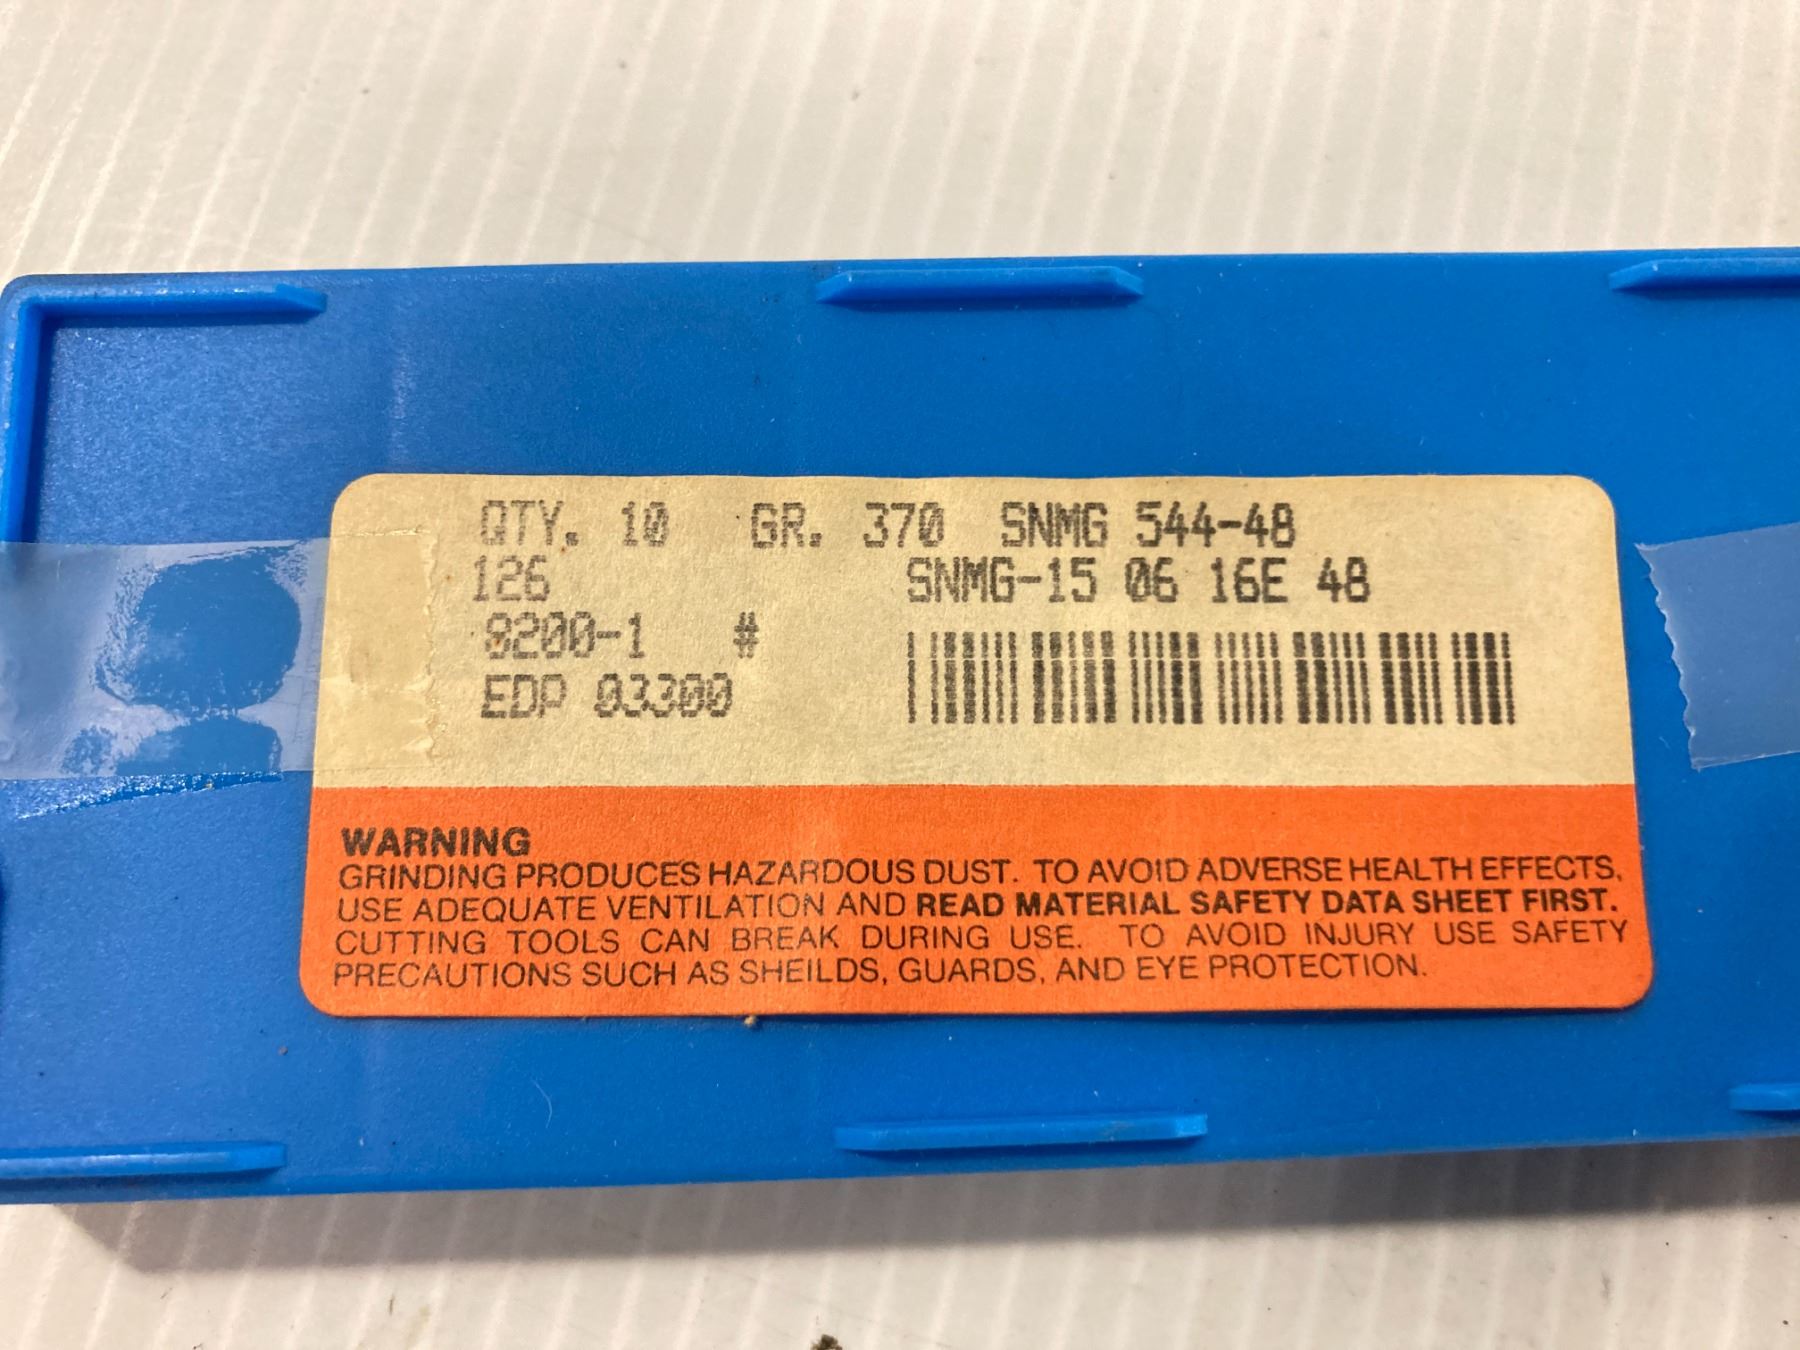 QTY. 10 GR. 370 SNMG 544-48
126 SNMG-15 06 16E 48
9200-1 #
EDP 03300
WARNING
GRINDING PRODUCES HAZARDOUS DUST. TO AVOID ADVERSE HEALTH EFFECTS,
USE ADEQUATE VENTILATION AND READ MATERIAL SAFETY DATA SHEET FIRST.
CUTTING TOOLS CAN BREAK DURING USE. TO AVOID INJURY USE SAFETY
PRECAUTIONS SUCH AS SHEILDS, GUARDS, AND EYE PROTECTION.